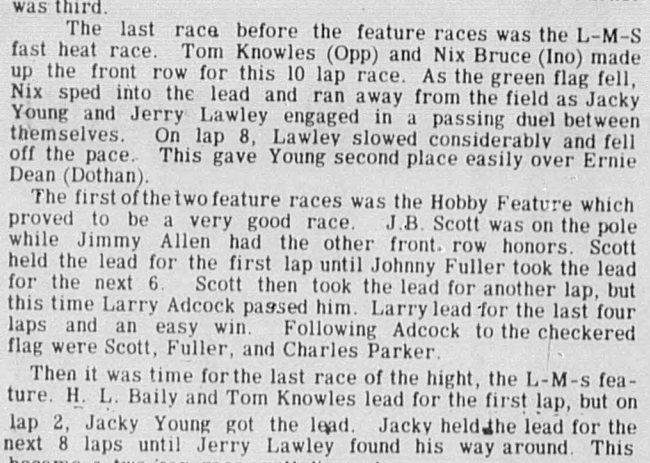 was third.
The last race before the feature races was the L-M-S
fast heat race. Tom Knowles (Opp) and Nix Bruce (Ino) made
up the front row for this 10 lap race. As the green flag fell,
Nix sped into the lead and ran away from the field as Jacky
Young and Jerry Lawley engaged in a passing duel between
themselves. On lap 8, Lawley slowed considerably and fell
off the pace. This gave Young second place easily over Ernie
Dean (Dothan).
The first of the two feature races was the Hobby Feature which
proved to be a very good race. J.B. Scott was on the pole
while Jimmy Allen had the other front row honors. Scott
held the lead for the first lap until Johnny Fuller took the lead
for the next 6. Scott then took the lead for another lap, but
this time Larry Adcock passed him. Larry lead for the last four
laps and an easy win. Following Adcock to the checkered
flag were Scott, Fuller, and Charles Parker.
Then it was time for the last race of the hight, the L-M-s fea-
ture. H. L. Baily and Tom Knowles lead for the first lap, but on
lap 2, Jacky Young got the lead. Jacky held the lead for the
next 8 laps until Jerry Lawley found his way around. This